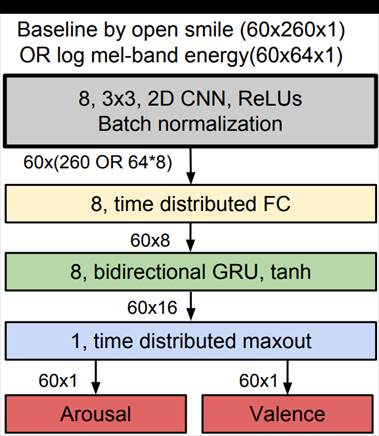 Baseline by open smile (60x260x1)
OR log mel-band energy(60x64x1)
8, 3x3, 2D CNN, ReLUs
Batch normalization
60x(260 OR 64*8)
8, time distributed FC
60x8
8, bidirectional GRU, tanh
60x16
1, time distributed maxout
60x1 60x1
Arousal Valence